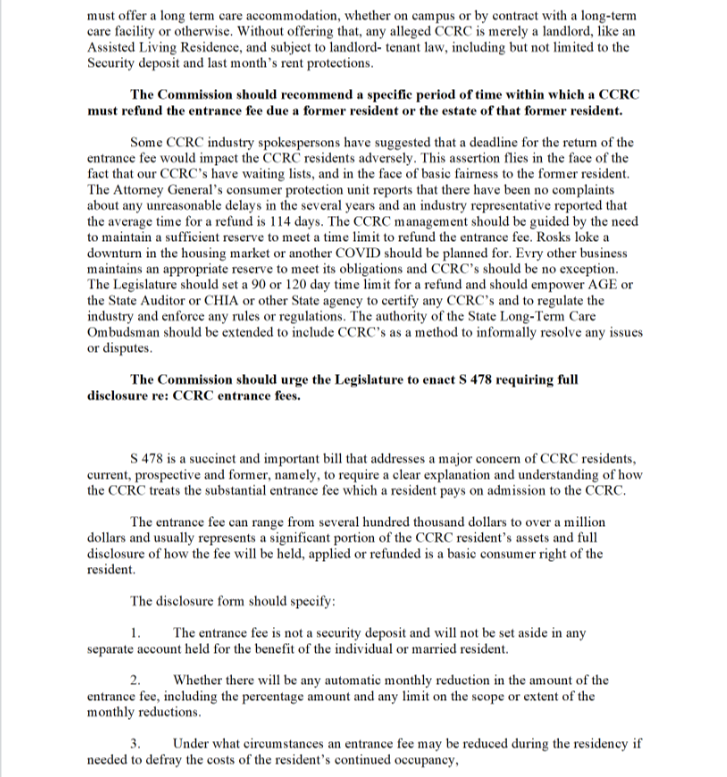 must offer a long term care accommodation, whether on campus or by contract with a long-term
care facility or otherwise. Without offering that, any alleged CCRC is merely a landlord, like an
Assisted Living Residence, and subject to landlord- tenant law, including but not limited to the
Security deposit and last month's rent protections.
The Commission should recommend a specific period of time within which a CCRC
must refund the entrance fee due a former resident or the estate of that former resident.
Some CCRC industry spokespersons have suggested that a deadline for the return of the
entrance fee would impact the CCRC residents adversely. This assertion flies in the face of the
fact that our CCRC's have waiting lists, and in the face of basic fairness to the former resident.
The Attorney General's consumer protection unit reports that there have been no complaints
about any unreasonable delays in the several years and an industry representative reported that
the average time for a refund is 114 days. The CCRC management should be guided by the need
to maintain a sufficient reserve to meet a time limit to refund the entrance fee. Rosks loke a
downturn in the housing market or another COVID should be planned for. Evry other business
maintains an appropriate reserve to meet its obligations and CCRC's should be no exception.
The Legislature should set a 90 or 120 day time limit for a refund and should empower AGE or
the State Auditor or CHIA or other State agency to certify any CCRC's and to regulate the
industry and enforce any rules or regulations. The authority of the State Long-Term Care
Ombudsman should be extended to include CCRC's as a method to informally resolve any issues
or disputes.
The Commission should urge the Legislature to enact S 478 requiring full
disclosure re: CCRC entrance fees.
S 478 is a succinct and important bill that addresses a major concern of CCRC residents,
current, prospective and former, namely, to require a clear explanation and understanding of how
the CCRC treats the substantial entrance fee which a resident pays on admission to the CCRC.
The entrance fee can range from several hundred thousand dollars to over a million
dollars and usually represents a significant portion of the CCRC resident's assets and full
disclosure of how the fee will be held, applied or refunded is a basic consumer right of the
resident.
The disclosure form should specify:
1. The entrance fee is not a security deposit and will not be set aside in any
separate account held for the benefit of the individual or married resident.
2. Whether there will be any automatic monthly reduction in the amount of the
entrance fee, including the percentage amount and any limit on the scope or extent of the
monthly reductions.
3. Under what circumstances an entrance fee may be reduced during the residency if
needed to defray the costs of the resident's continued occupancy,